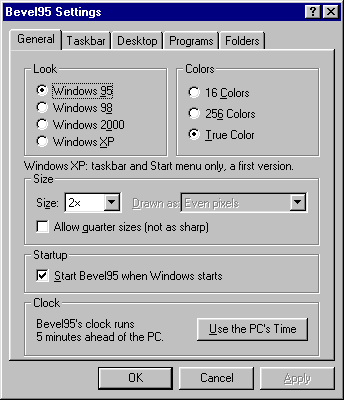 Bevel95 Settings
General Taskbar Desktop Programs Folders
Look
Windows 95
Windows 98
Windows 2000
Windows XP
Colors
16 Colors
256 Colors
True Color
Windows XP: taskbar and Start menu only, a first version.
Size
Size: 2× Drawn as: Even pixels
Allow quarter sizes (not as sharp)
Startup
Start Bevel95 when Windows starts
Clock
Bevel95's clock runs
5 minutes ahead of the PC.
Use the PC's Time
OK Cancel Apply